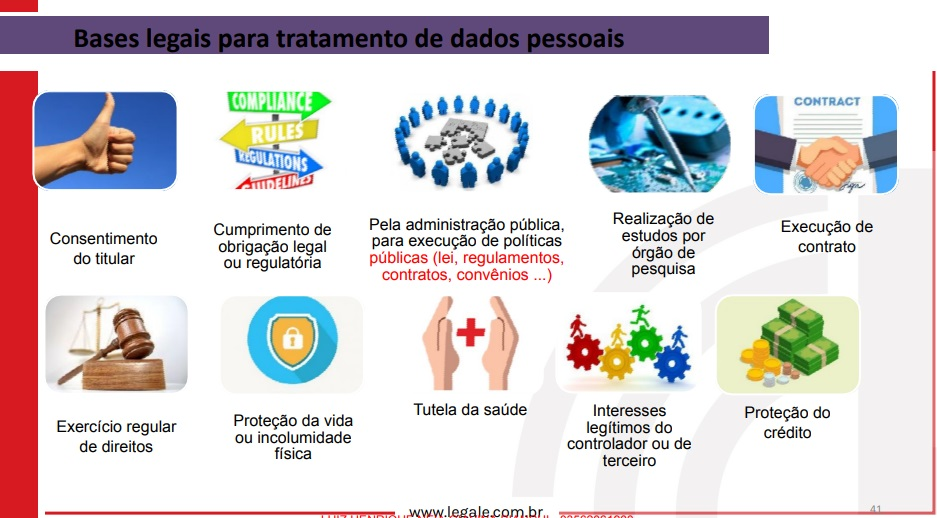 Bases legais para tratamento de dados pessoais
COMPLIANCE
RULES
REGULATIONS
GUIDELINES
CONTRACT
Consentimento
do titular
Cumprimento de
obrigação legal
ou regulatória
Pela administração pública,
para execução de políticas
públicas (lei, regulamentos,
contratos, convênios ...)
Realização de
estudos por
órgão de
pesquisa
Execução de
contrato
Exercício regular
de direitos
Proteção da vida
ou incolumidade
física
Tutela da saúde
Interesses
legítimos do
controlador ou de
terceiro
Proteção do
crédito
www.legale.com.br
41